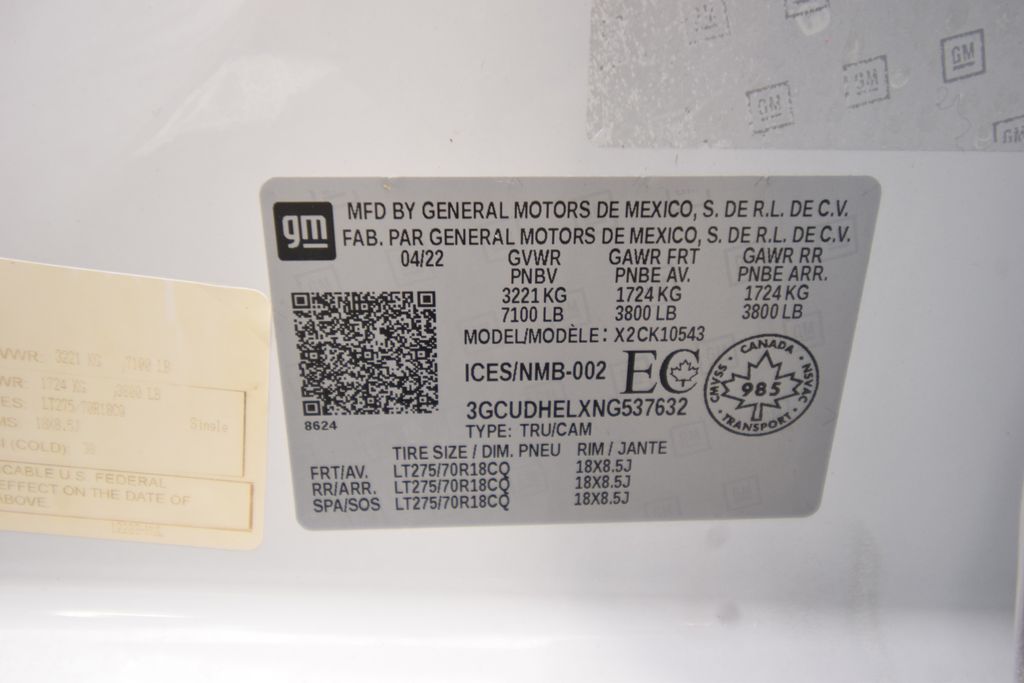 GM
GM
GM
GM
gm
MFD BY GENERAL MOTORS DE MEXICO, S. DE R.L. DE C.V.
FAB. PAR GENERAL MOTORS DE MEXICO, S. DE R.L. DE C.V.
04/22 GVWR GAWR FRT GAWR RR
PNBV PNBE AV. PNBE ARR.
3221 KG 1724 KG 1724 KG
7100 LB 3800 LB 3800 LB
MODEL/MODÈLE: X2CK10543
ICES/NMB-002 EC
CANADA
CMVSS 985 NSVAC
TRANSPORT
3GCUDHELXNG537632
8624
TYPE: TRU/CAM
TIRE SIZE / DIM. PNEU RIM / JANTE
FRT/AV. LT275/70R18CQ 18X8.5J
RR/ARR. LT275/70R18CQ 18X8.5J
SPA/SOS LT275/70R18CQ 18X8.5J
VWR: 3221 KG 7100 LB
WR: 1724 KG 3800 LB
ES: LT275/70R18CQ
MS: 18X8.5J Single
(COLD):
CABLE U.S. FEDERAL
EFFECT ON THE DATE OF
ABOVE.